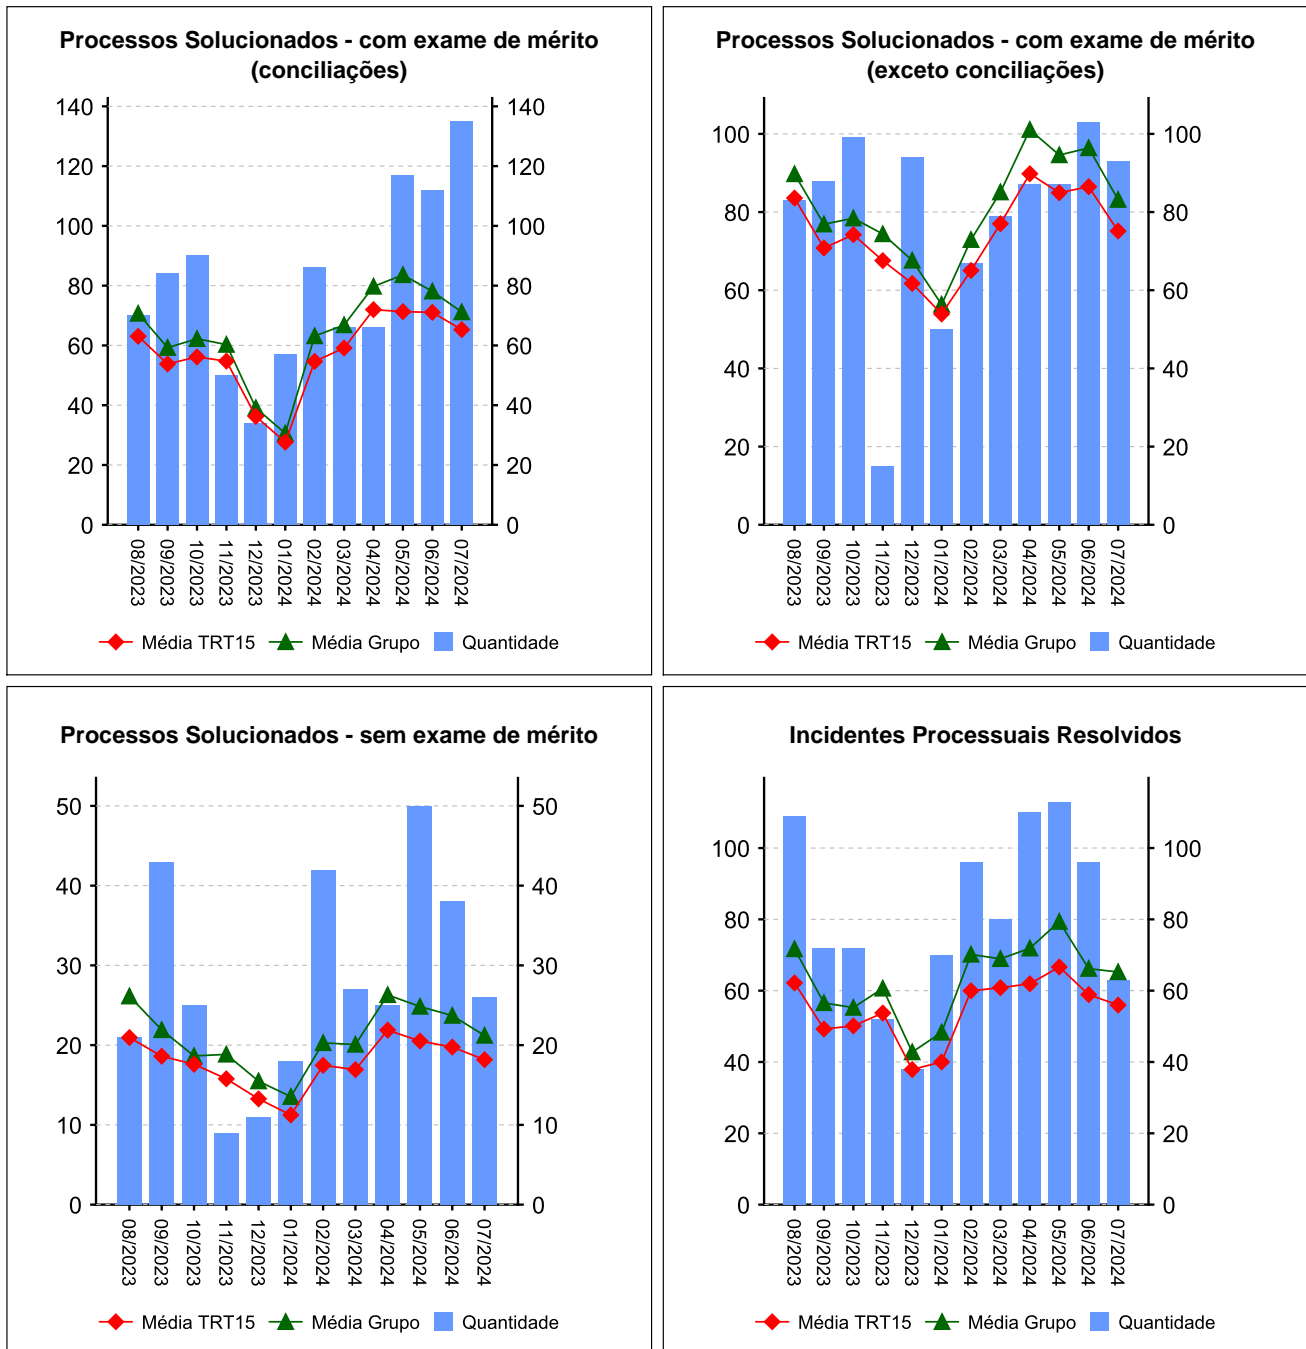 Processos Solucionados - com exame de mérito
(conciliações)
140 140
120 120
100 100
80 80
60 60
40 40
20 20
0 0
08/2023 09/2023 10/2023 11/2023 12/2023 01/2024 02/2024 03/2024 04/2024 05/2024 06/2024 07/2024
Média TRT15 Média Grupo Quantidade
Processos Solucionados - com exame de mérito
(exceto conciliações)
100 100
80 80
60 60
40 40
20 20
0 0
08/2023 09/2023 10/2023 11/2023 12/2023 01/2024 02/2024 03/2024 04/2024 05/2024 06/2024 07/2024
Média TRT15 Média Grupo Quantidade
Processos Solucionados - sem exame de mérito
50 50
40 40
30 30
20 20
10 10
0 0
08/2023 09/2023 10/2023 11/2023 12/2023 01/2024 02/2024 03/2024 04/2024 05/2024 06/2024 07/2024
Média TRT15 Média Grupo Quantidade
Incidentes Processuais Resolvidos
100 100
80 80
60 60
40 40
20 20
0 0
08/2023 09/2023 10/2023 11/2023 12/2023 01/2024 02/2024 03/2024 04/2024 05/2024 06/2024 07/2024
Média TRT15 Média Grupo Quantidade